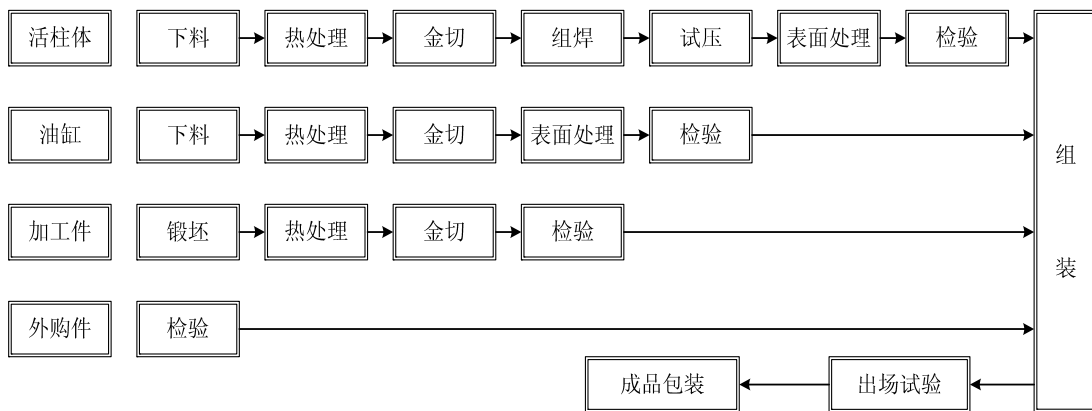 活柱体 下料 热处理 金切 组焊 试压 表面处理 检验
油缸 下料 热处理 金切 表面处理 检验
加工件 锻坯 热处理 金切 检验
外购件 检验
组装
成品包装 出场试验